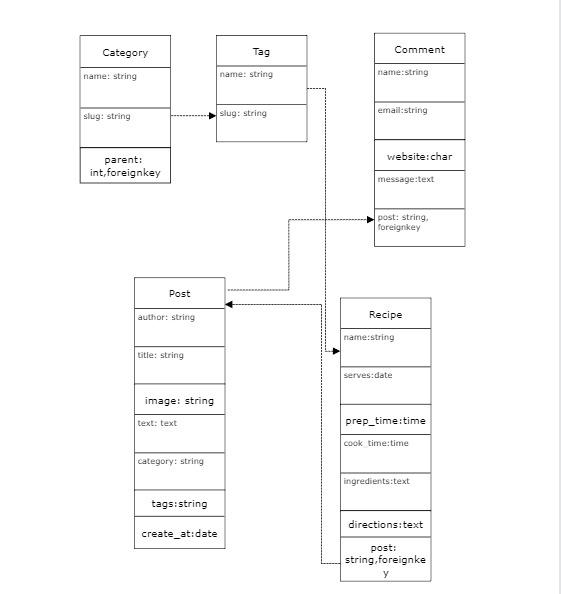 Category
name: string
slug: string
parent:
int,foreignkey
Tag
name: string
slug: string
Comment
name:string
email:string
website:char
message:text
post: string,
foreignkey
Post
author: string
title: string
image: string
text: text
category: string
tags:string
create_at:date
Recipe
name:string
serves:date
prep_time:time
cook_time:time
ingredients:text
directions:text
post:
string,foreignke
y